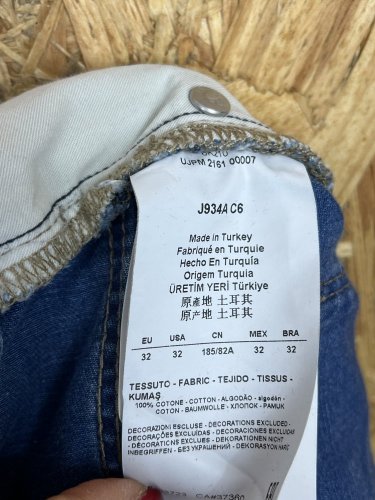 UJPM 2161 00007
J934A C6
Made in Turkey
Fabriqué en Turquie
Hecho En Turquía
Origem Turquia
ÜRETİM YERİ Türkiye
原產地 土耳其
原产地 土耳其
EU USA CN MEX BRA
32 32 185/82A 32 32
TESSUTO - FABRIC - TEJIDO - TISSUS -
KUMAŞ
100% COTONE - COTTON - ALGODÃO - algodón -
COTON - BAUMWOLLE - ХЛОПОК - PAMUK
DECORAZIONI ESCLUSE - DECORATIONS EXCLUDED -
DECORAÇÕES EXCLUÍDAS - DECORACIONES EXCLUIDAS
- DÉCORATIONS EXCLUES - DEKORATIONEN NICHT
INBEGRIFFEN - БЕЗ УКРАШЕНИЙ - DEKORASYON HARİÇ